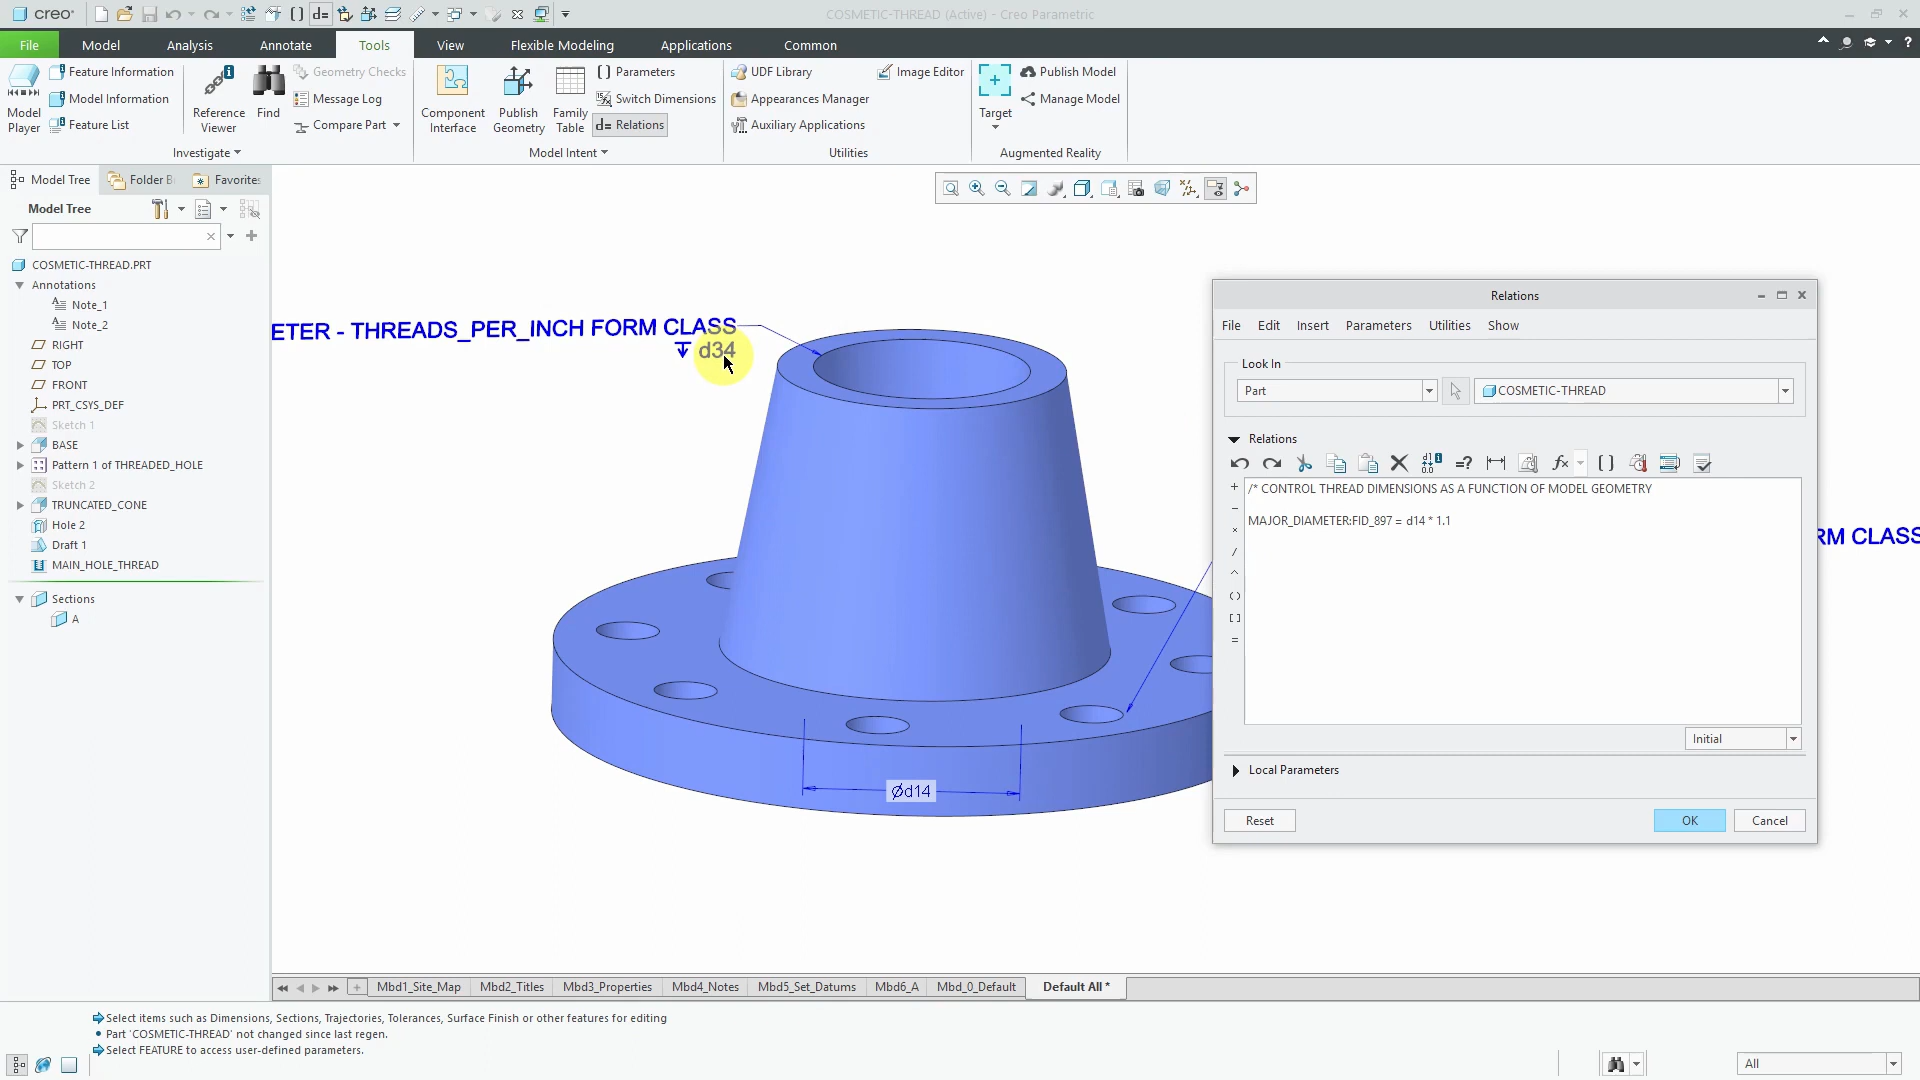 creo
COSMETIC-THREAD (Active) - Creo Parametric
File Model Analysis Annotate Tools View Flexible Modeling Applications Common
Model Player
Feature Information
Model Information
Feature List
Reference Viewer
Find
Geometry Checks
Message Log
Compare Part
Investigate
Component Interface
Publish Geometry
Family Table
Parameters
Switch Dimensions
d= Relations
Model Intent
UDF Library
Appearances Manager
Auxiliary Applications
Image Editor
Utilities
Target
Publish Model
Manage Model
Augmented Reality
Model Tree Folder B Favorites
Model Tree
COSMETIC-THREAD.PRT
Annotations
Note_1
Note_2
RIGHT
TOP
FRONT
PRT_CSYS_DEF
Sketch 1
BASE
Pattern 1 of THREADED_HOLE
Sketch 2
TRUNCATED_CONE
Hole 2
Draft 1
MAIN_HOLE_THREAD
Sections
A
ETER - THREADS_PER_INCH FORM CLASS
d34
Ød14
RM CLASS
Relations
File Edit Insert Parameters Utilities Show
Look In
Part COSMETIC-THREAD
Relations
/* CONTROL THREAD DIMENSIONS AS A FUNCTION OF MODEL GEOMETRY
MAJOR_DIAMETER:FID_897 = d14 * 1.1
Initial
Local Parameters
Reset OK Cancel
Mbd1_Site_Map Mbd2_Titles Mbd3_Properties Mbd4_Notes Mbd5_Set_Datums Mbd6_A Mbd_0_Default Default All *
Select items such as Dimensions, Sections, Trajectories, Tolerances, Surface Finish or other features for editing
• Part 'COSMETIC-THREAD' not changed since last regen.
Select FEATURE to access user-defined parameters.
All